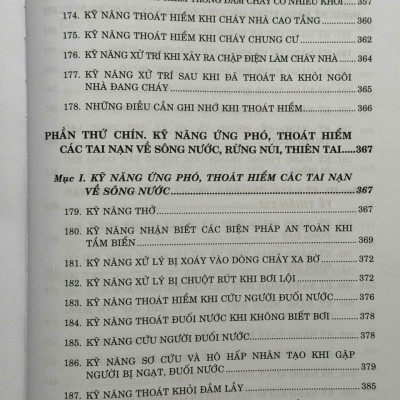 TRONG ĐÁM CHÁY CÓ NHIỀU KHÓI
357
174. KỸ NĂNG THOÁT HIỂM KHI CHÁY NHÀ CAO TẦNG 360
175. KỸ NĂNG THOÁT HIỂM KHI CHÁY CHUNG CƯ 362
176. KỸ NĂNG XỬ TRÍ KHI XẢY RA CHẬP ĐIỆN LÀM CHÁY NHÀ 364
177. KỸ NĂNG XỬ TRÍ SAU KHI ĐÃ THOÁT RA KHỎI NGÔI
NHÀ ĐANG CHÁY 365
178. NHỮNG ĐIỀU CẦN GHI NHỚ KHI THOÁT HIỂM 366
PHẦN THỨ CHÍN. KỸ NĂNG ỨNG PHÓ, THOÁT HIỂM
CÁC TAI NẠN VỀ SÔNG NƯỚC, RỪNG NÚI, THIÊN TAI.....367
Mục I. KỸ NĂNG ỨNG PHÓ, THOÁT HIỂM CÁC TAI NẠN
VỀ SÔNG NƯỚC 367
179. KỸ NĂNG THỞ 367
180. KỸ NĂNG NHẬN BIẾT CÁC BIỆN PHÁP AN TOÀN KHI
TẮM BIỂN 369
181. KỸ NĂNG XỬ LÝ BỊ XOÁY VÀO DÒNG CHẢY XA BỜ 372
182. KỸ NĂNG XỬ LÝ BỊ CHUỘT RÚT KHI BƠI LỘI 372
183. KỸ NĂNG THOÁT HIỂM KHI CỨU NGƯỜI ĐUỐI NƯỚC 376
184. KỸ NĂNG THOÁT ĐUỐI NƯỚC KHI KHÔNG BIẾT BƠI 378
185. KỸ NĂNG CỨU NGƯỜI ĐUỐI NƯỚC 378
186. KỸ NĂNG SƠ CỨU VÀ HÔ HẤP NHÂN TẠO KHI GẶP
NGƯỜI BỊ NGẠT, ĐUỐI NƯỚC 379
187. KỸ NĂNG THOÁT KHỎI ĐẦM LẦY 385